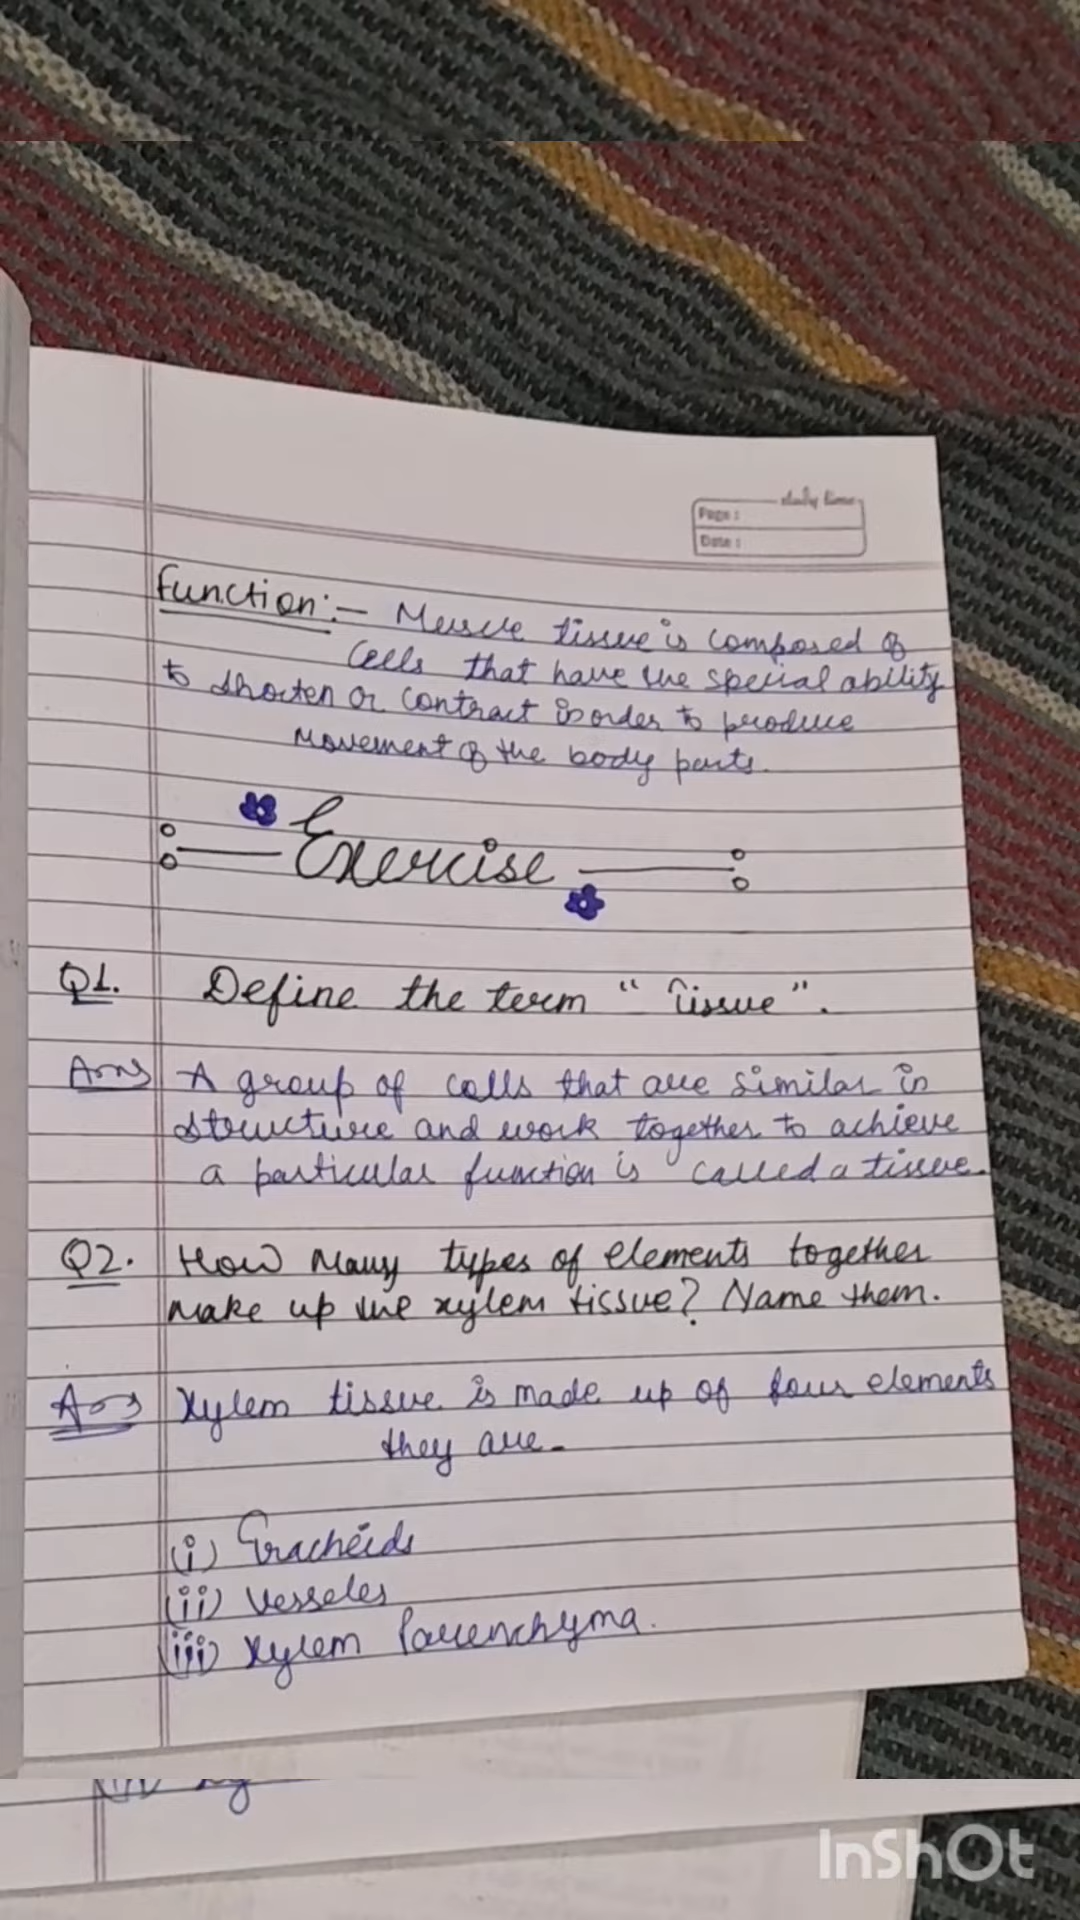 study time
Page :
Date :
Function:- Muscle tissue is composed of
cells that have the special ability
to shorten or contract in order to produce
movement of the body parts.
Exercise
Q1. Define the term "Tissue".
Ans A group of cells that are similar in
structure and work together to achieve
a particular function is called a tissue.
Q2. How Many types of elements together
make up the xylem tissue? Name them.
Ans Xylem tissue is made up of four elements
they are-
(i) Tracheids
(ii) Vesseles
(iii) Xylem Parenchyma.
InShOt